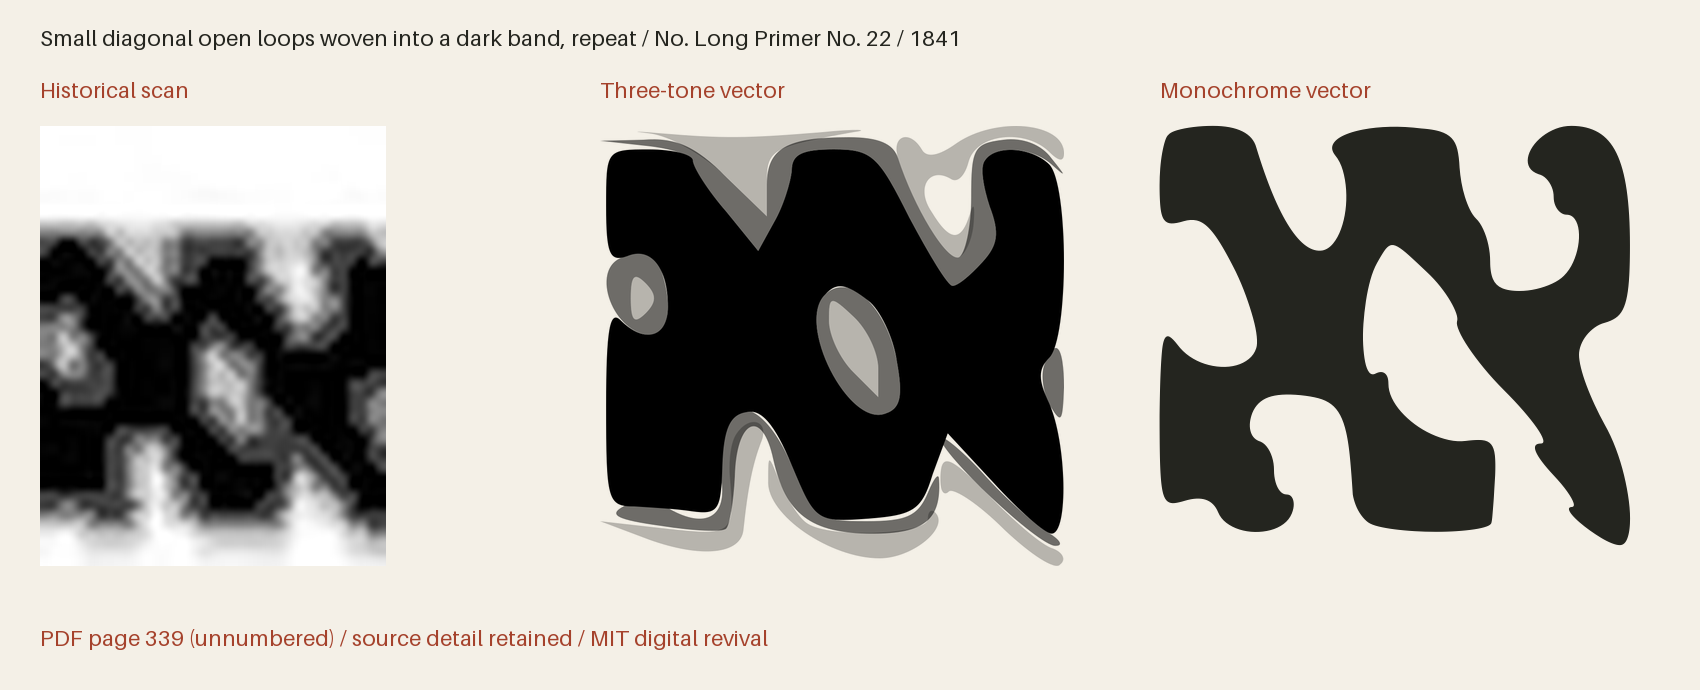 Small diagonal open loops woven into a dark band, repeat / No. Long Primer No. 22 / 1841
Historical scan
Three-tone vector
Monochrome vector
PDF page 339 (unnumbered) / source detail retained / MIT digital revival